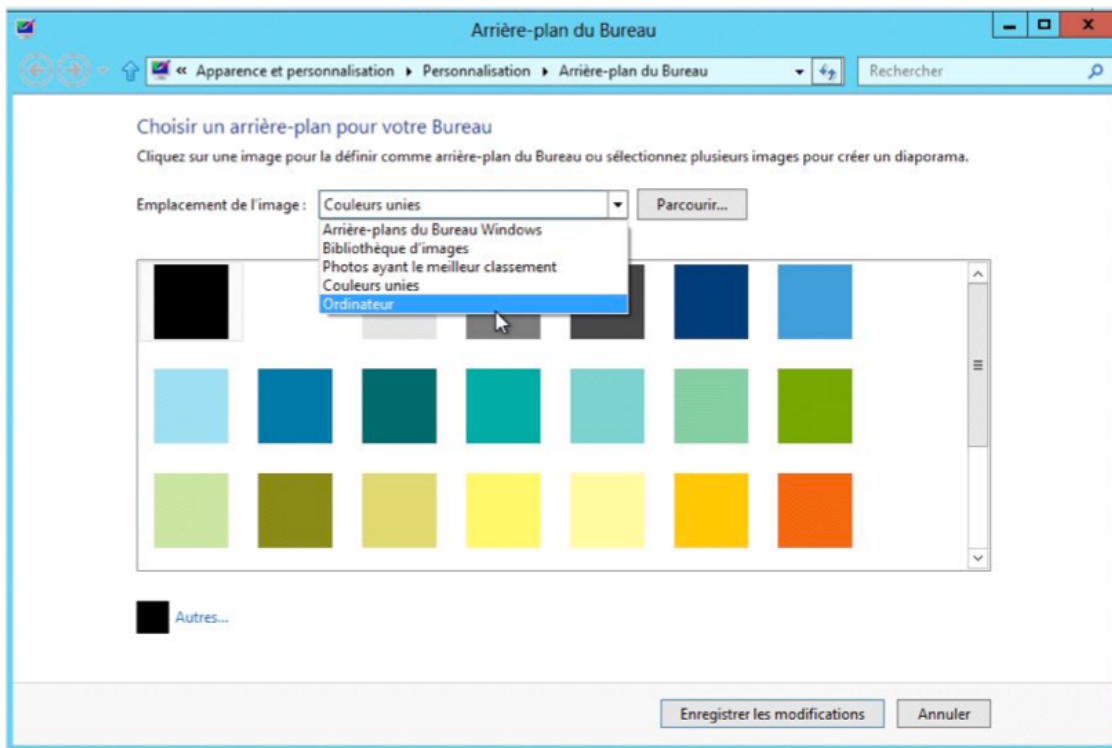 Arrière-plan du Bureau
« Apparence et personnalisation Personnalisation Arrière-plan du Bureau Rechercher
Choisir un arrière-plan pour votre Bureau
Cliquez sur une image pour la définir comme arrière-plan du Bureau ou sélectionnez plusieurs images pour créer un diaporama.
Emplacement de l'image : Couleurs unies Parcourir...
Arrière-plans du Bureau Windows
Bibliothèque d'images
Photos ayant le meilleur classement
Couleurs unies
Ordinateur
Autres...
Enregistrer les modifications Annuler